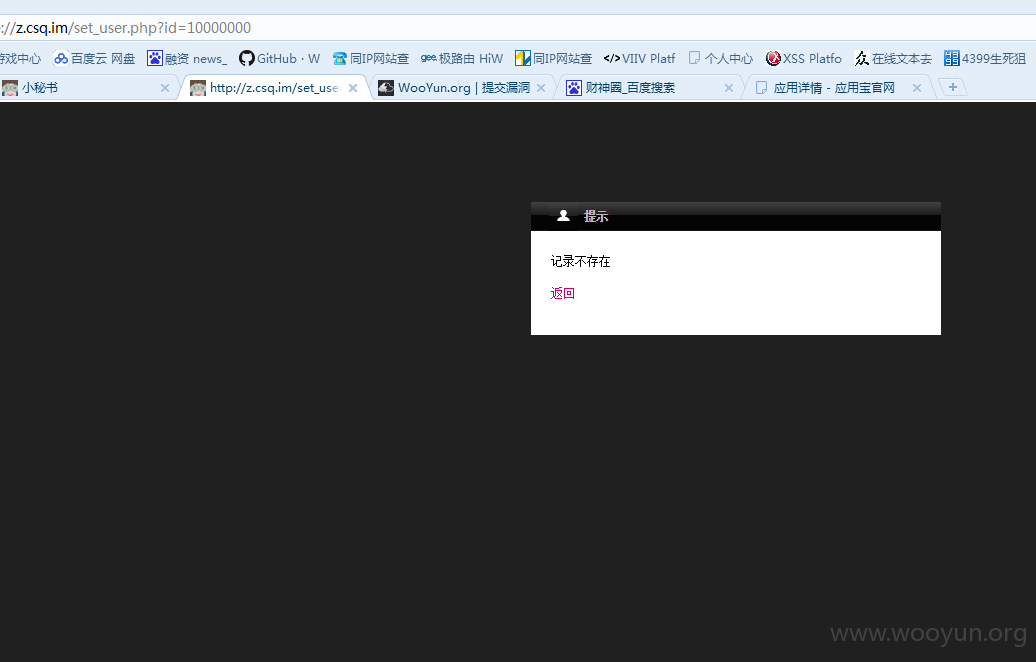 ://z.csq.im/set_user.php?id=10000000
游戏中心 百度云 网盘 融资 news_ GitHub · W 同IP网站查 极路由 HiW 同IP网站查 </> VIIV Platf 个人中心 XSS Platfo 在线文本去 4399生死狙
小秘书 http://z.csq.im/set_use WooYun.org | 提交漏洞 财神圈_百度搜索 应用详情 - 应用宝官网
提示
记录不存在
返回
www.wooyun.org